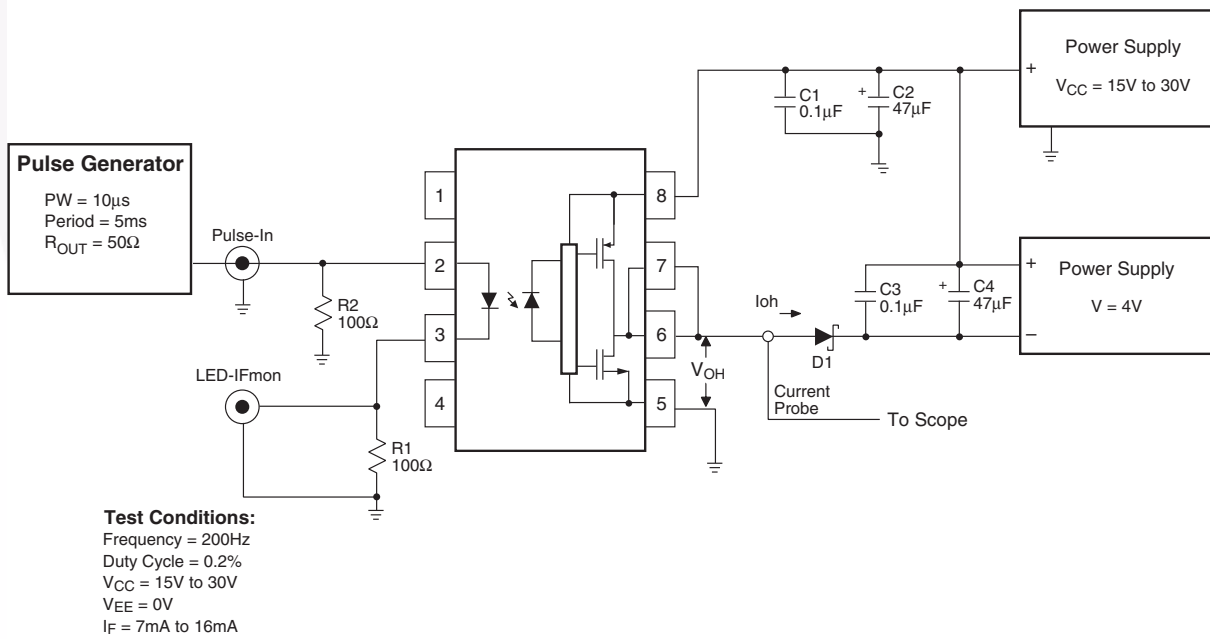 Power Supply
VCC = 15V to 30V
+
C1
0.1μF
+
C2
47μF
Pulse Generator
PW = 10μs
Period = 5ms
ROUT = 50Ω
Pulse-In
R2
100Ω
LED-IFmon
R1
100Ω
1
2
3
4
8
7
6
5
VOH
Ioh
D1
Current
Probe
To Scope
C3
0.1μF
+
C4
47μF
+
Power Supply
V = 4V
–
Test Conditions:
Frequency = 200Hz
Duty Cycle = 0.2%
VCC = 15V to 30V
VEE = 0V
IF = 7mA to 16mA